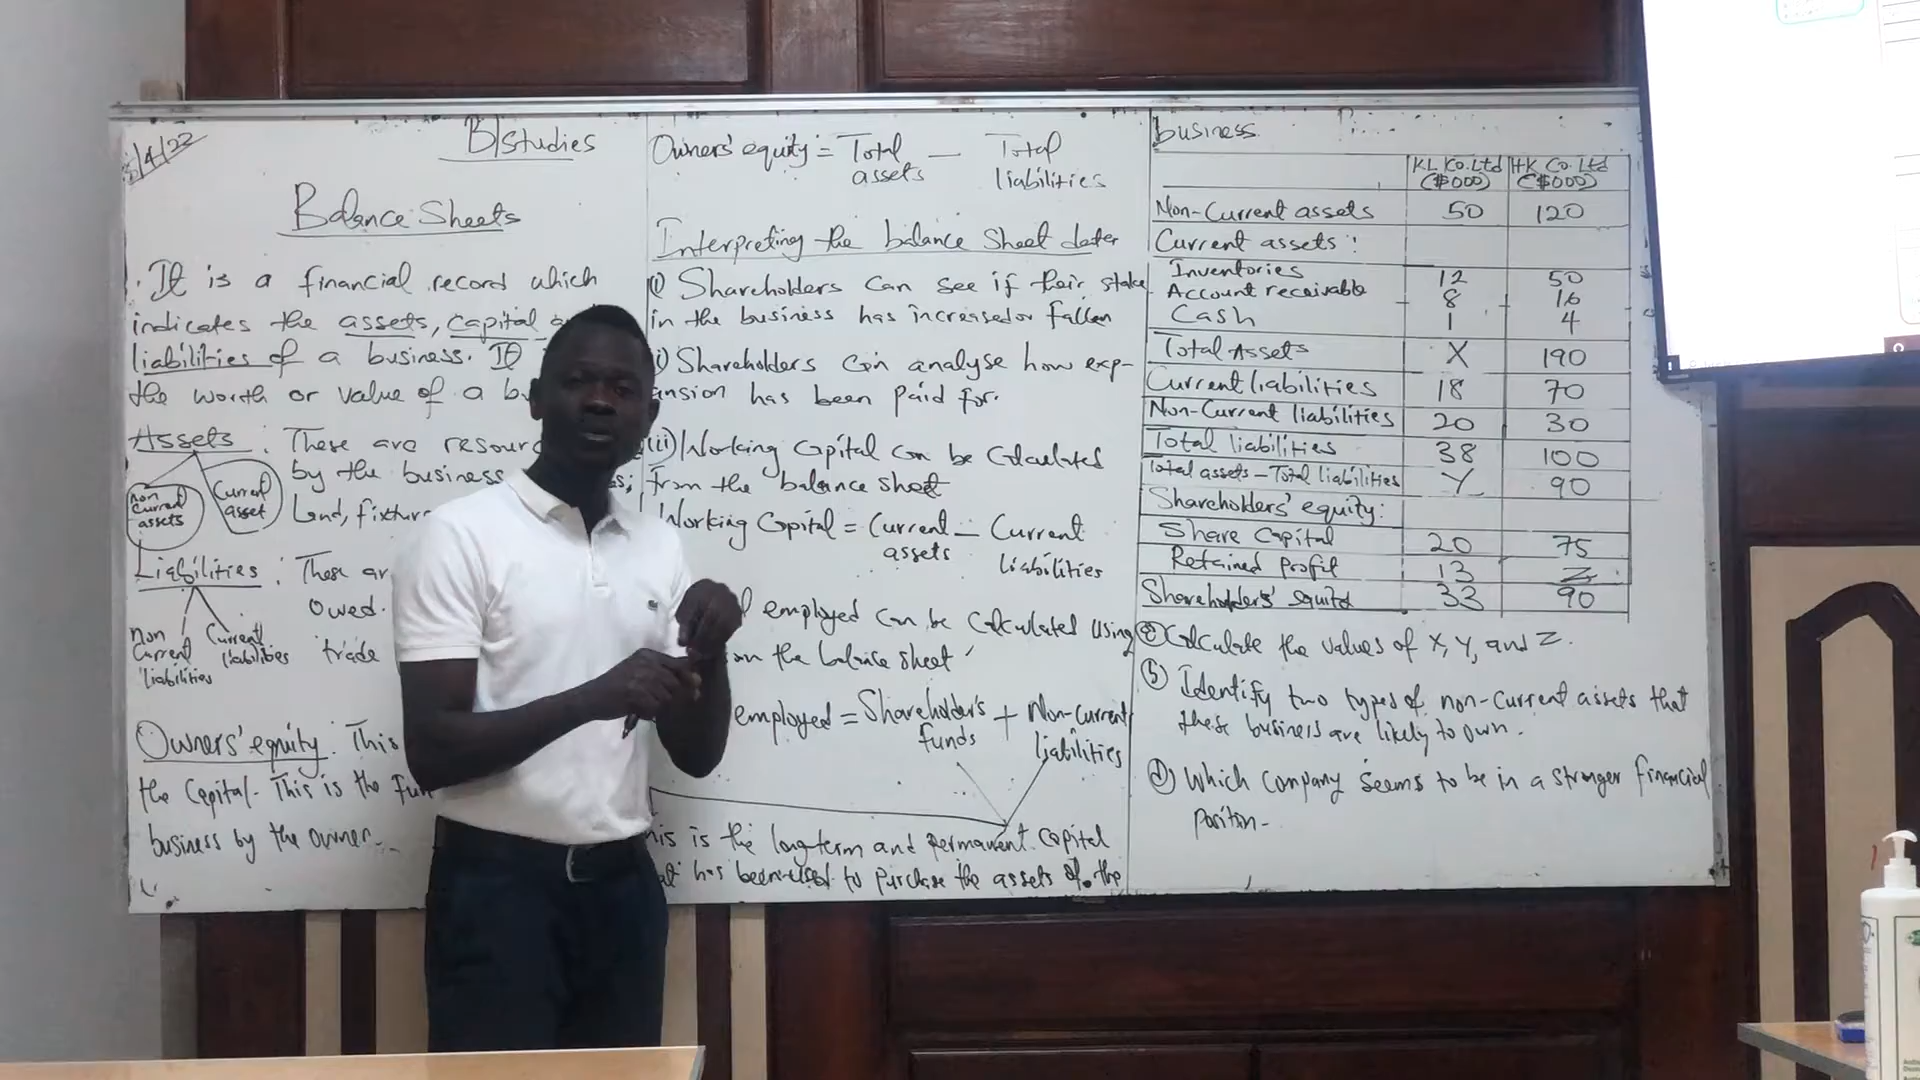 5/4/22
B/Studies
Balance Sheets
It is a financial record which
indicates the assets, capital
liabilities of a business. It
the worth or value of a
Assets : These are
by the business
non
Current
assets
Current
asset
Land,
Liabilities : These
owed.
trade
non
Current
liabilities
Current
liabilities
Owners' equity : This
the Capital. This is the
business by the owner.
Owners' equity = Total assets — Total liabilities
Interpreting the balance Sheet data
(i) Shareholders can see if their stake
in the business has increased or fallen
Shareholders can analyse how exp-
ansion has been paid for.
(iii) Working Capital can be Calculated
from the balance sheet
Working Capital = Current assets — Current liabilities
employed can be Calculated using
on the balance sheet
employed = Shareholder's funds + Non-current liabilities
This is the long term and permanent capital
has been used to purchase the assets of the
business.
KL Co. Ltd ($000) HK Co. Ltd ($000)
Non-Current assets 50 120
Current assets :
Inventories 12 50
Account receivable 8 16
Cash 1 4
Total Assets X 190
Current liabilities 18 70
Non-Current liabilities 20 30
Total liabilities 38 100
Total assets - Total liabilities Y 90
Shareholders' equity:
Share Capital 20 75
Retained profit 13 Z
Shareholders' equity 33 90
Calculate the values of X, Y, and Z.
(b) Identify two types of non-current assets that
these business are likely to own.
(d) Which company seems to be in a stronger financial
position-